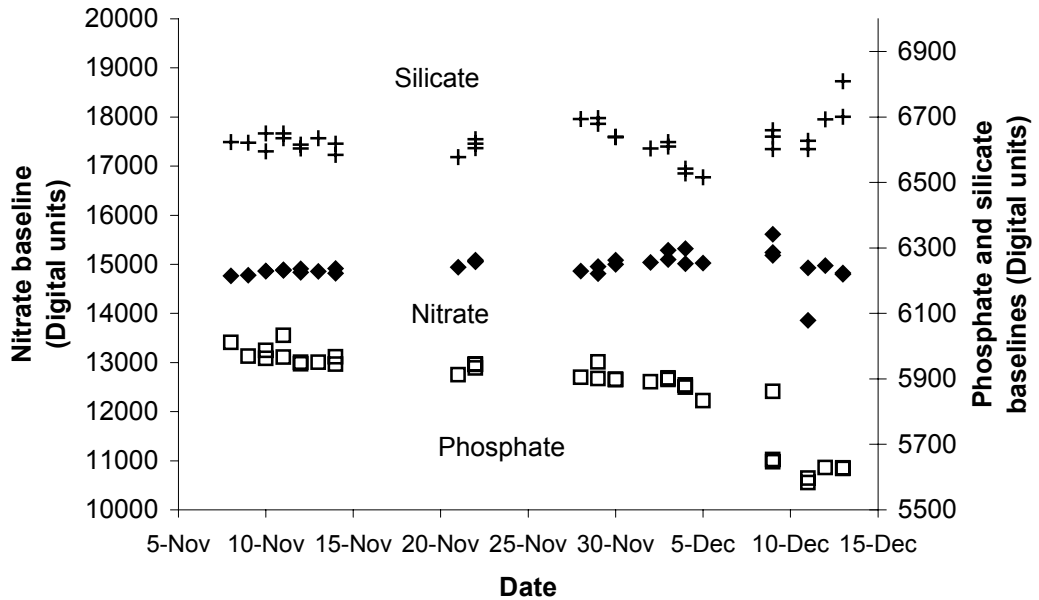 Nitrate baseline
(Digital units)
20000
19000
18000
17000
16000
15000
14000
13000
12000
11000
10000
Silicate
Nitrate
Phosphate
6900
6700
6500
6300
6100
5900
5700
5500
Phosphate and silicate
baselines (Digital units)
5-Nov 10-Nov 15-Nov 20-Nov 25-Nov 30-Nov 5-Dec 10-Dec 15-Dec
Date